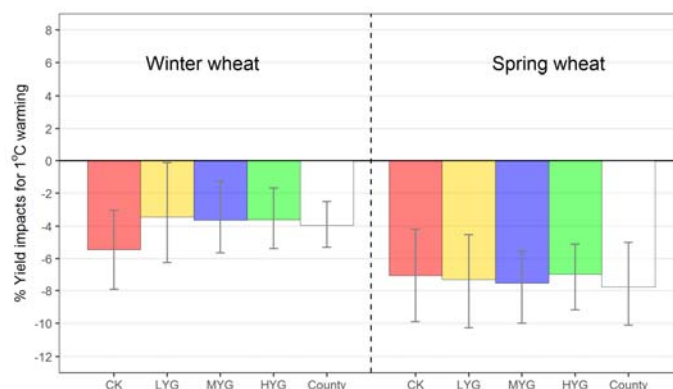 8
6
4
2
0
-2
-4
-6
-8
-10
-12
% Yield impacts for 1°C warming
Winter wheat
Spring wheat
CK LYG MYG HYG County CK LYG MYG HYG County